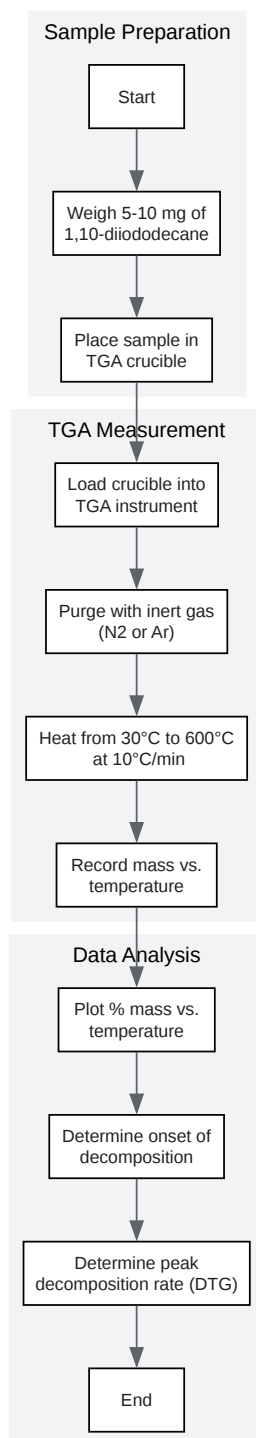 Sample Preparation
Start
Weigh 5-10 mg of
1,10-diiododecane
Place sample in
TGA crucible
TGA Measurement
Load crucible into
TGA instrument
Purge with inert gas
(N2 or Ar)
Heat from 30°C to 600°C
at 10°C/min
Record mass vs.
temperature
Data Analysis
Plot % mass vs.
temperature
Determine onset of
decomposition
Determine peak
decomposition rate (DTG)
End